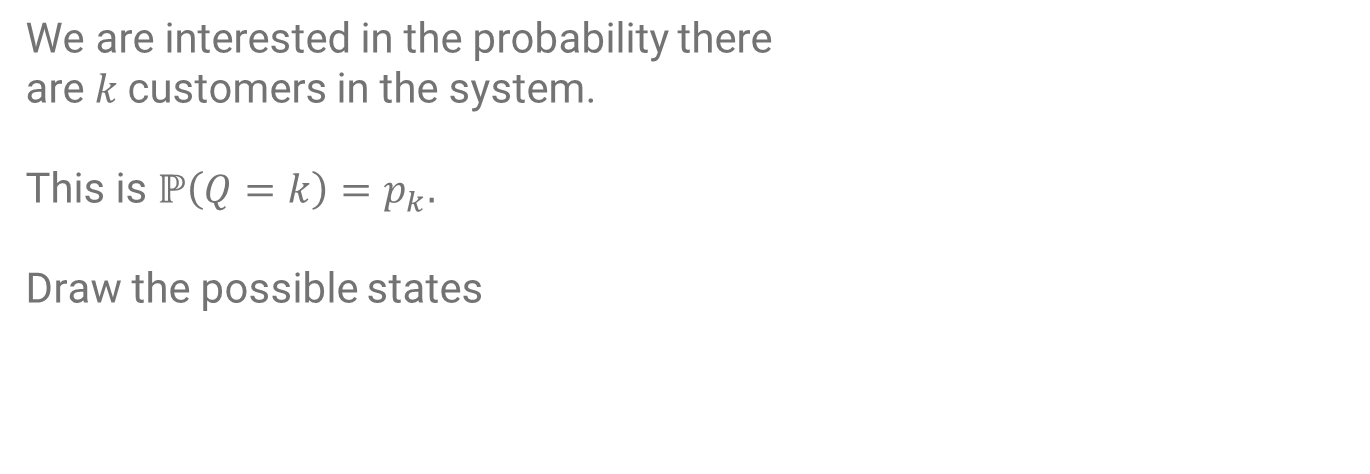 We are interested in the probability there
are k customers in the system.
This is ℙ(Q = k) = pₖ.
Draw the possible states